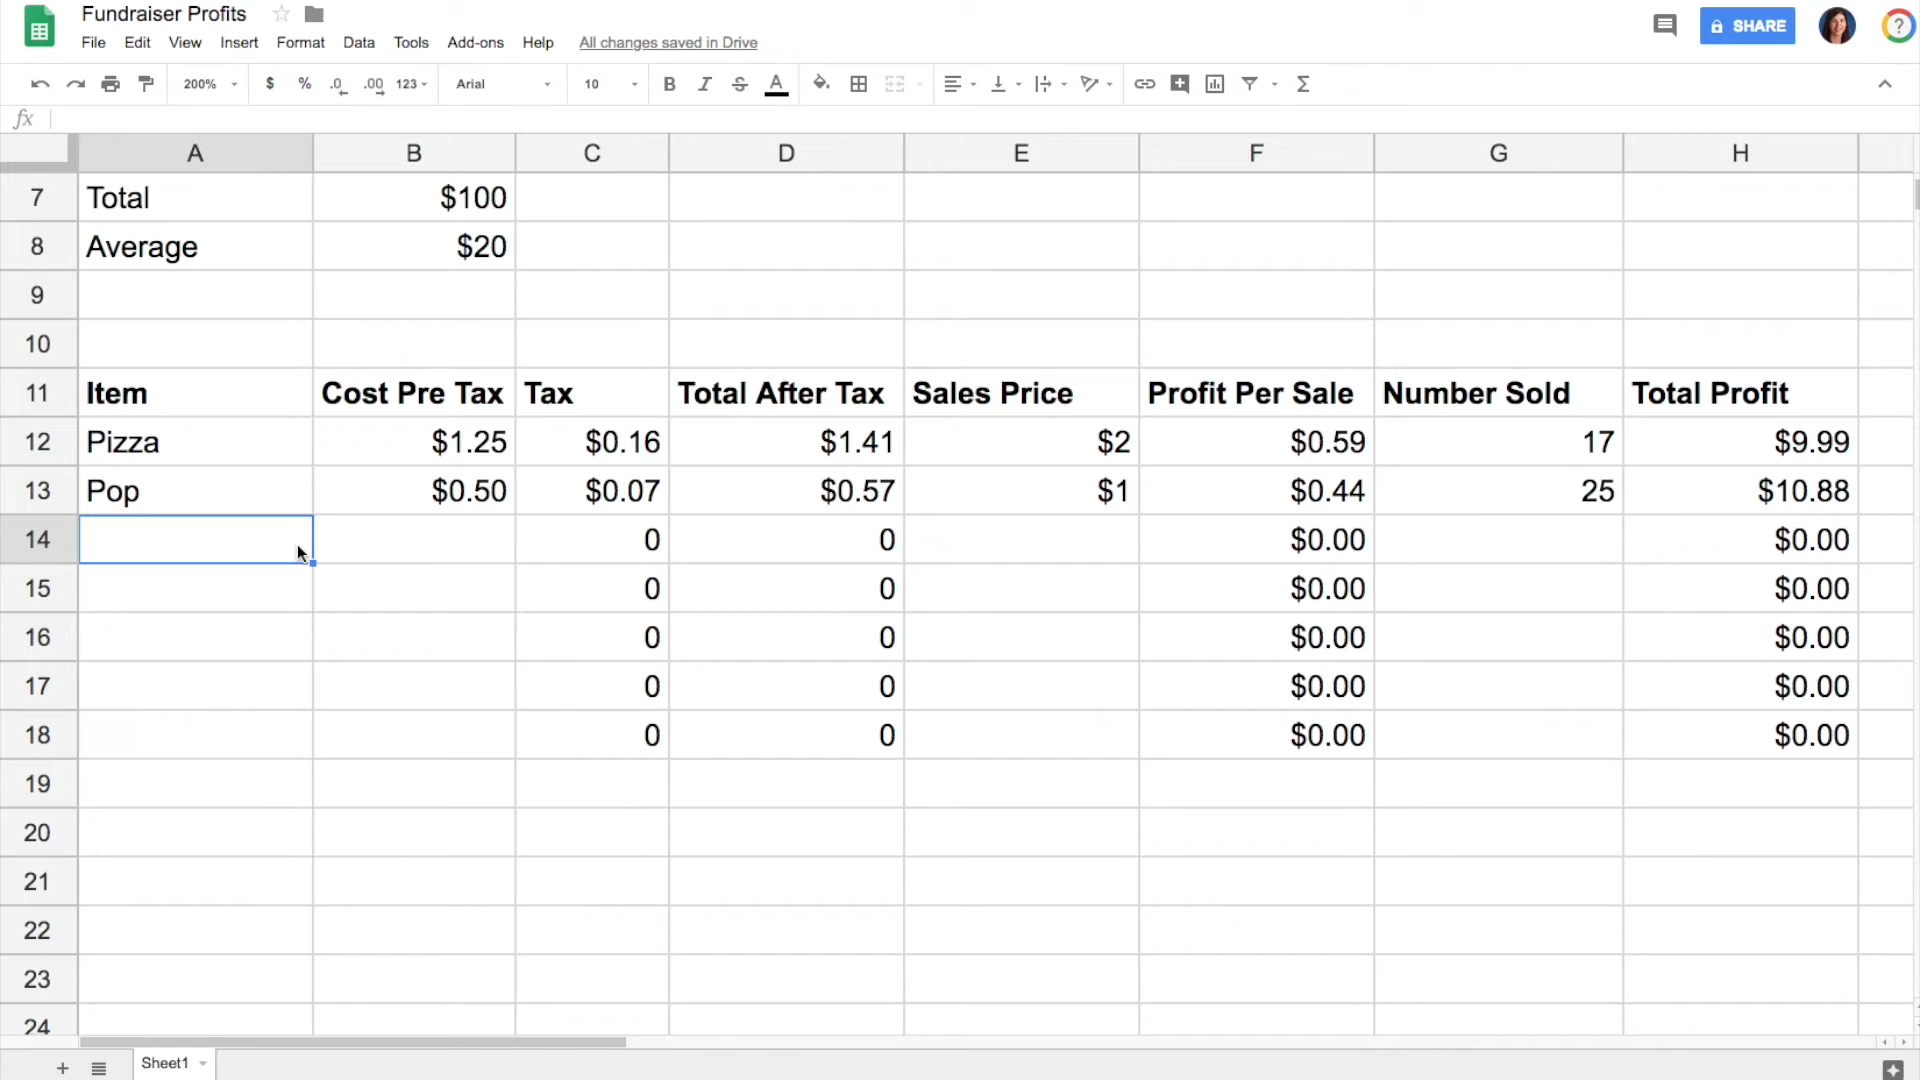 Fundraiser Profits
File Edit View Insert Format Data Tools Add-ons Help All changes saved in Drive
SHARE
?
200% $ % .0 .00 123 Arial 10 B I S A Σ
fx
A B C D E F G H
7 Total $100
8 Average $20
9
10
11 Item Cost Pre Tax Tax Total After Tax Sales Price Profit Per Sale Number Sold Total Profit
12 Pizza $1.25 $0.16 $1.41 $2 $0.59 17 $9.99
13 Pop $0.50 $0.07 $0.57 $1 $0.44 25 $10.88
14 0 0 $0.00 $0.00
15 0 0 $0.00 $0.00
16 0 0 $0.00 $0.00
17 0 0 $0.00 $0.00
18 0 0 $0.00 $0.00
19
20
21
22
23
24
Sheet1